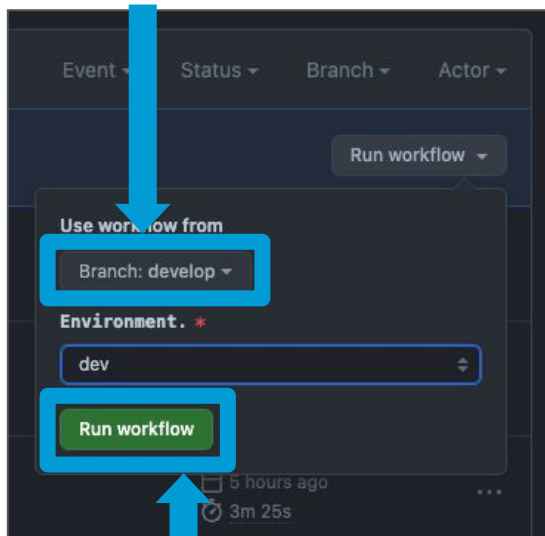 Event Status Branch Actor
Run workflow
Use workflow from
Branch: develop
Environment. *
dev
Run workflow
5 hours ago
3m 25s
...